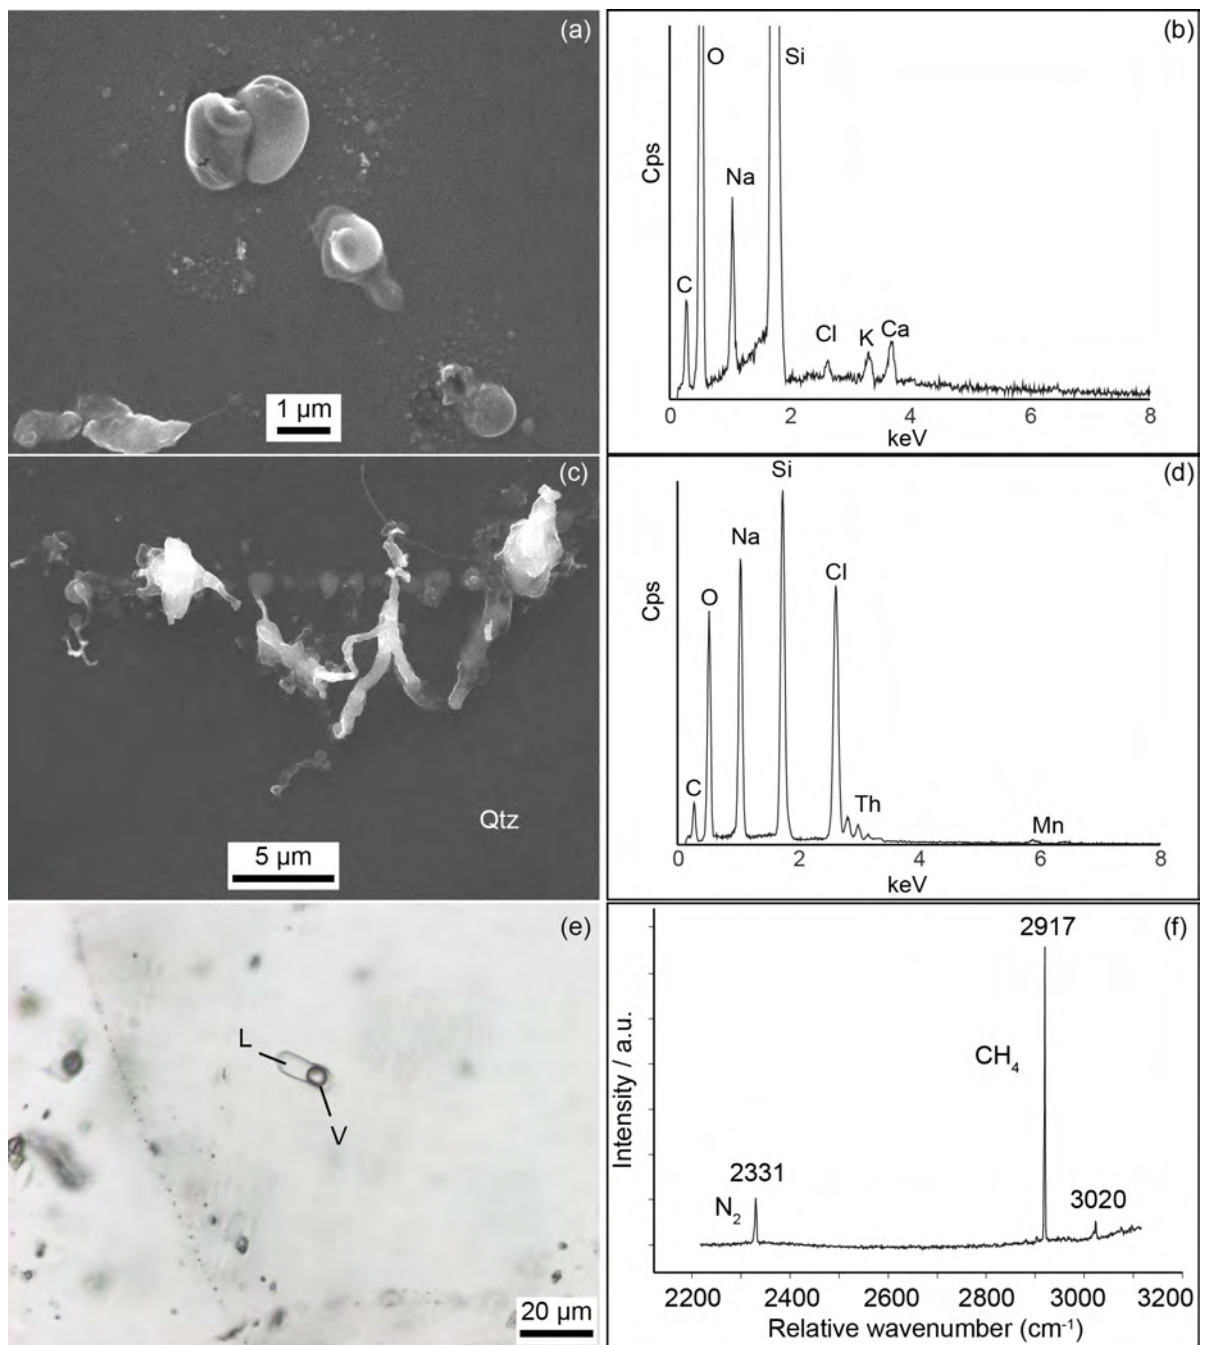 (a)
1 µm
(b)
O
Si
Na
C
Cl
K
Ca
Cps
0
2
4
6
8
keV
(c)
Qtz
5 µm
(d)
Si
Na
Cl
O
C
Th
Mn
Cps
0
2
4
6
8
keV
(e)
L
V
20 µm
(f)
2917
CH₄
2331
N₂
3020
Intensity / a.u.
2200 2400 2600 2800 3000 3200
Relative wavenumber (cm⁻¹)